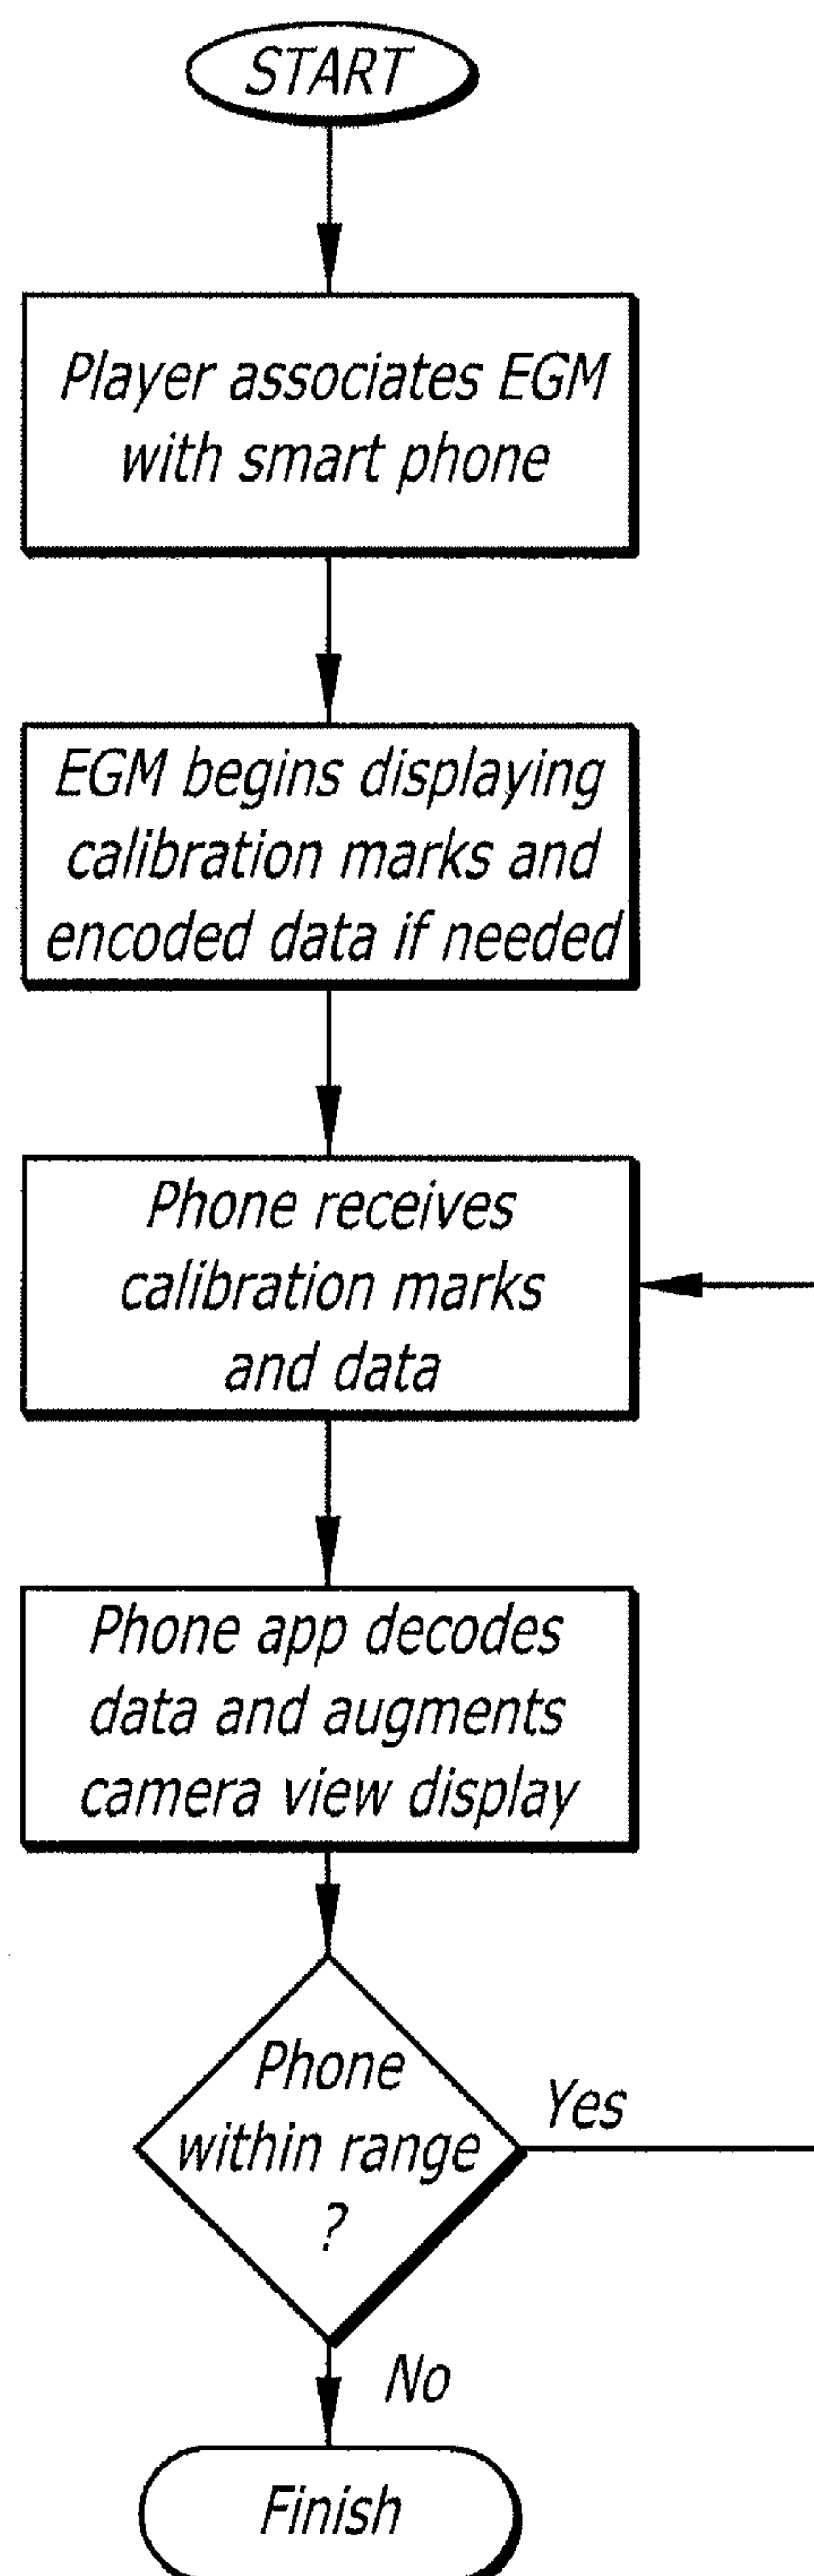 START
Player associates EGM
with smart phone
EGM begins displaying
calibration marks and
encoded data if needed
Phone receives
calibration marks
and data
Phone app decodes
data and augments
camera view display
Phone
within range
?
Yes
No
Finish